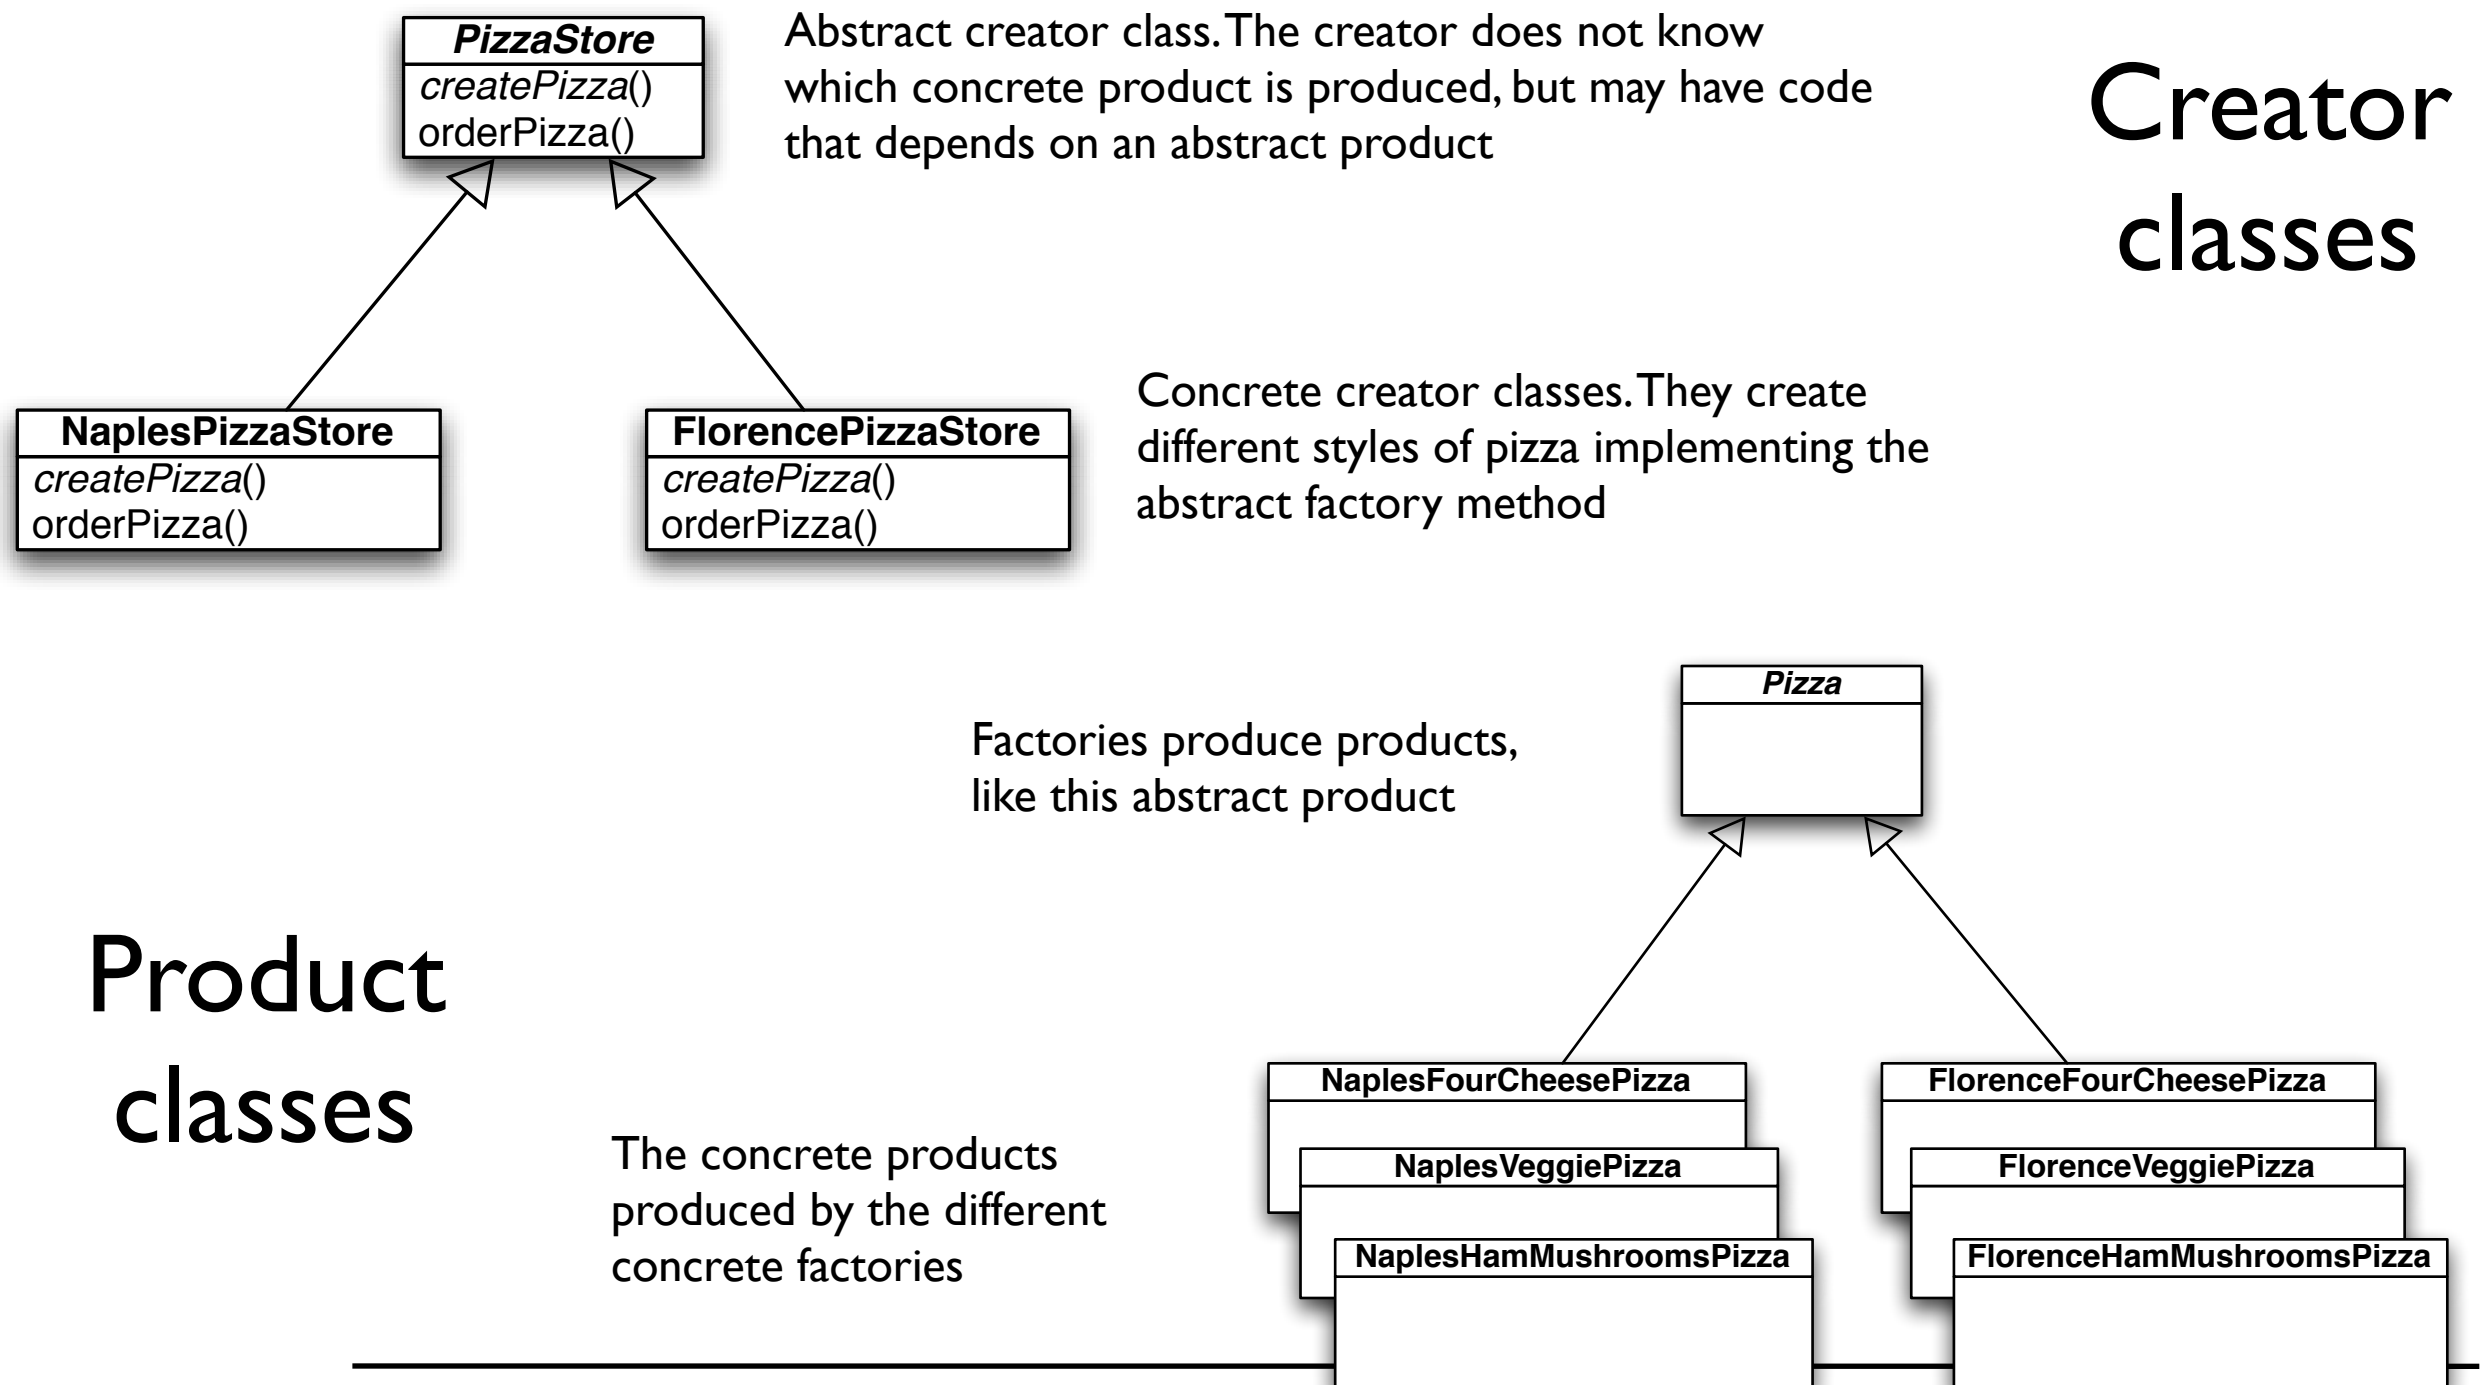 PizzaStore
createPizza()
orderPizza()
Abstract creator class. The creator does not know
which concrete product is produced, but may have code
that depends on an abstract product
Creator
classes
NaplesPizzaStore
createPizza()
orderPizza()
FlorencePizzaStore
createPizza()
orderPizza()
Concrete creator classes. They create
different styles of pizza implementing the
abstract factory method
Pizza
Factories produce products,
like this abstract product
Product
classes
The concrete products
produced by the different
concrete factories
NaplesFourCheesePizza
NaplesVeggiePizza
NaplesHamMushroomsPizza
FlorenceFourCheesePizza
FlorenceVeggiePizza
FlorenceHamMushroomsPizza